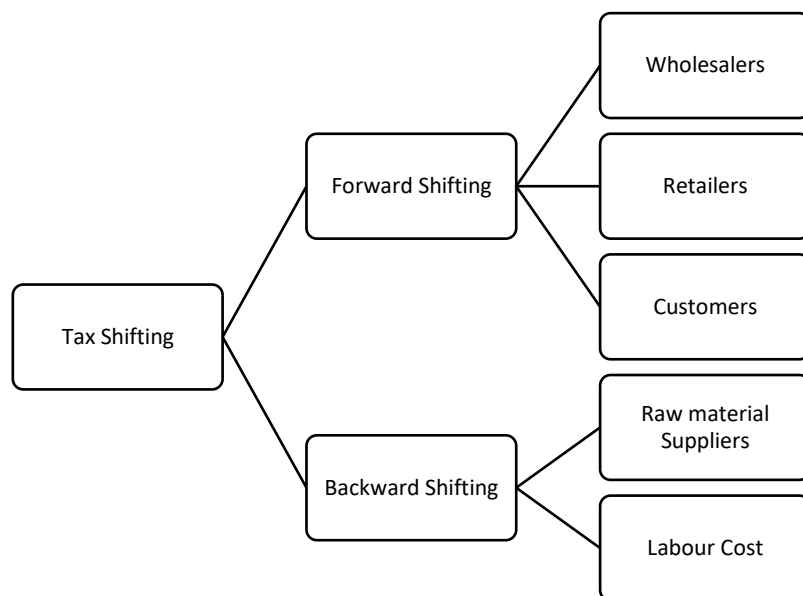 Tax Shifting
Forward Shifting
Wholesalers
Retailers
Customers
Backward Shifting
Raw material
Suppliers
Labour Cost